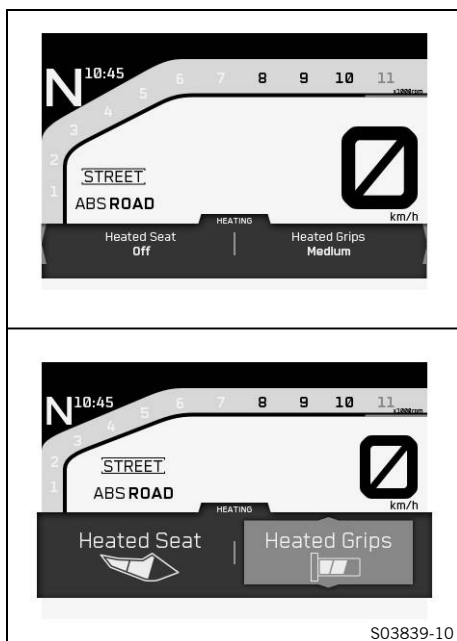 N 10:45
1 2 3 4 5 6 7 8 9 10 11
x1000rpm
STREET
ABS ROAD
0
km/h
HEATING
Heated Seat Heated Grips
Off Medium
N 10:45
1 2 3 4 5 6 7 8 9 10 11
x1000rpm
STREET
ABS ROAD
0
km/h
HEATING
Heated Seat Heated Grips
S03839-10